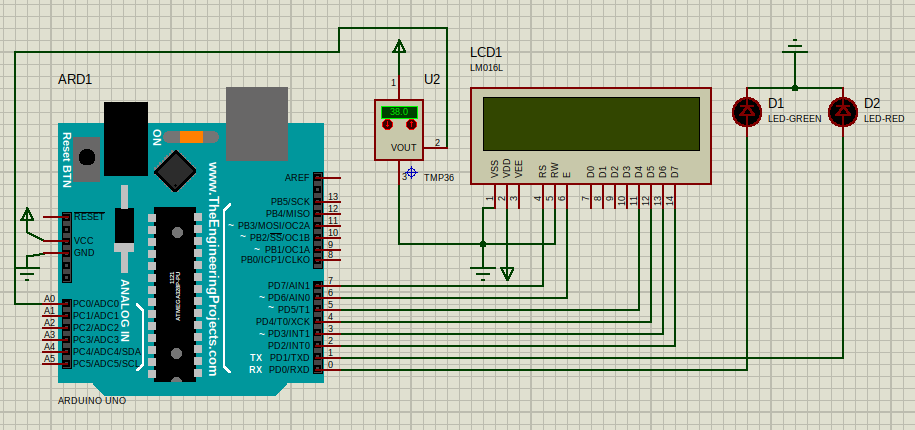 ARD1
ARDUINO UNO
Reset BTN
ON
www.TheEngineeringProjects.com
ANALOG IN
1121
ATMEGA328P-PU
RESET
VCC
GND
A0 PC0/ADC0
A1 PC1/ADC1
A2 PC2/ADC2
A3 PC3/ADC3
A4 PC4/ADC4/SDA
A5 PC5/ADC5/SCL
AREF
PB5/SCK 13
PB4/MISO 12
~ PB3/MOSI/OC2A 11
~ PB2/SS/OC1B 10
~ PB1/OC1A 9
PB0/ICP1/CLKO 8
PD7/AIN1 7
~ PD6/AIN0 6
~ PD5/T1 5
PD4/T0/XCK 4
~ PD3/INT1 3
PD2/INT0 2
TX PD1/TXD 1
RX PD0/RXD 0
U2
1
38.0
VOUT
2
3
TMP36
LCD1
LM016L
VSS VDD VEE RS RW E D0 D1 D2 D3 D4 D5 D6 D7
1 2 3 4 5 6 7 8 9 10 11 12 13 14
D1
LED-GREEN
D2
LED-RED